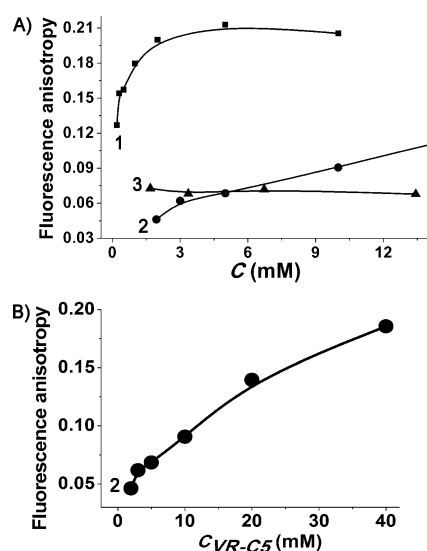 A)
Fluorescence anisotropy
0.21
0.18
0.15
0.12
0.09
0.06
0.03
1
3
2
0 3 6 9 12
C (mM)
B)
Fluorescence anisotropy
0.20
0.15
0.10
0.05
2
0 10 20 30 40
C VR-C5 (mM)